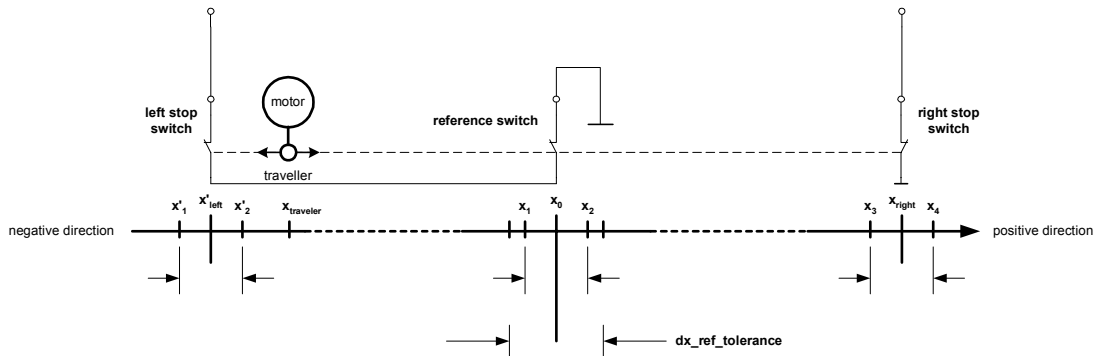 motor
left stop
switch
reference switch
right stop
switch
traveller
x'1 x'left x'2 xtraveler x1 x0 x2 x3 xright x4
negative direction positive direction
dx_ref_tolerance